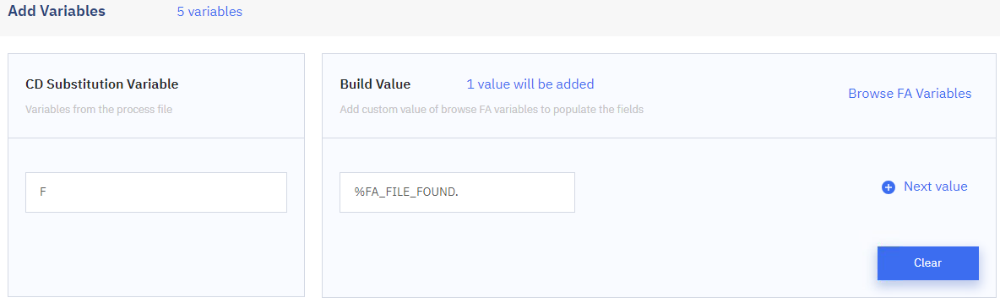 Add Variables 5 variables
CD Substitution Variable
Variables from the process file
Build Value 1 value will be added
Add custom value of browse FA variables to populate the fields
Browse FA Variables
F
%FA_FILE_FOUND.
Next value
Clear